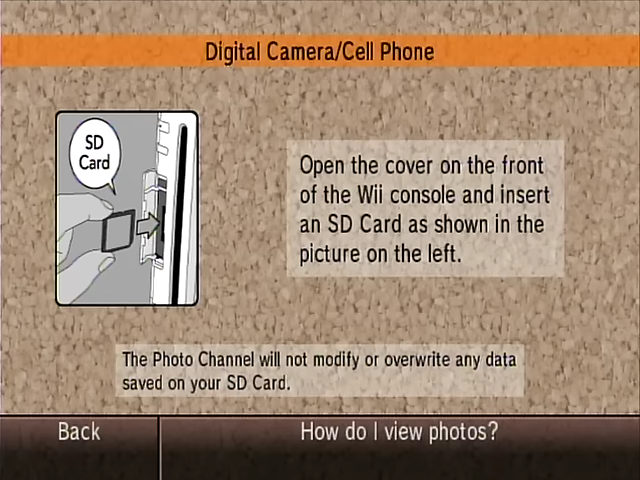 Digital Camera/Cell Phone
SD
Card
Open the cover on the front
of the Wii console and insert
an SD Card as shown in the
picture on the left.
The Photo Channel will not modify or overwrite any data
saved on your SD Card.
Back
How do I view photos?